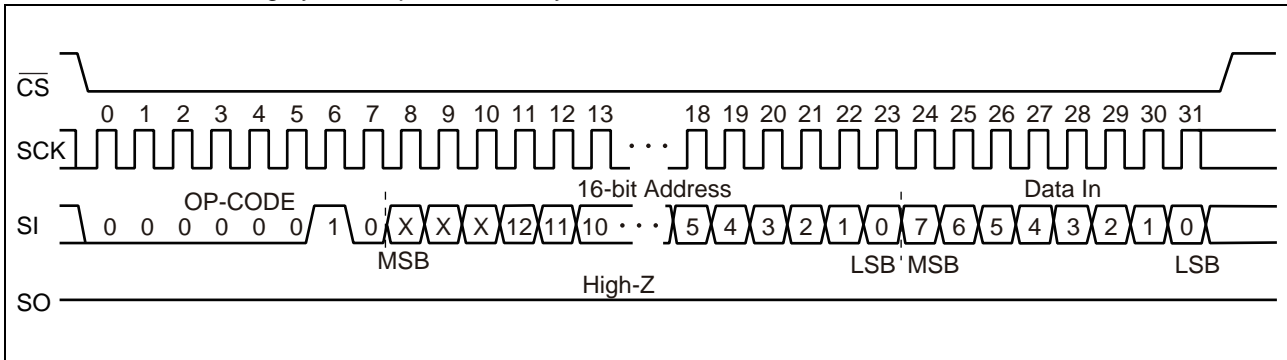 CS
0 1 2 3 4 5 6 7 8 9 10 11 12 13 18 19 20 21 22 23 24 25 26 27 28 29 30 31
SCK · · ·
OP-CODE 16-bit Address Data In
SI 0 0 0 0 0 0 1 0 X X X 12 11 10 · · · 5 4 3 2 1 0 7 6 5 4 3 2 1 0
MSB LSB MSB LSB
High-Z
SO